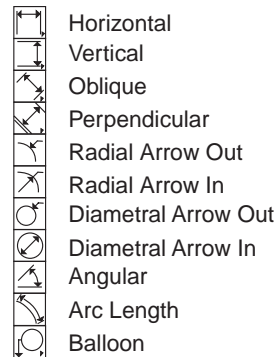 Horizontal
Vertical
Oblique
Perpendicular
Radial Arrow Out
Radial Arrow In
Diametral Arrow Out
Diametral Arrow In
Angular
Arc Length
Balloon